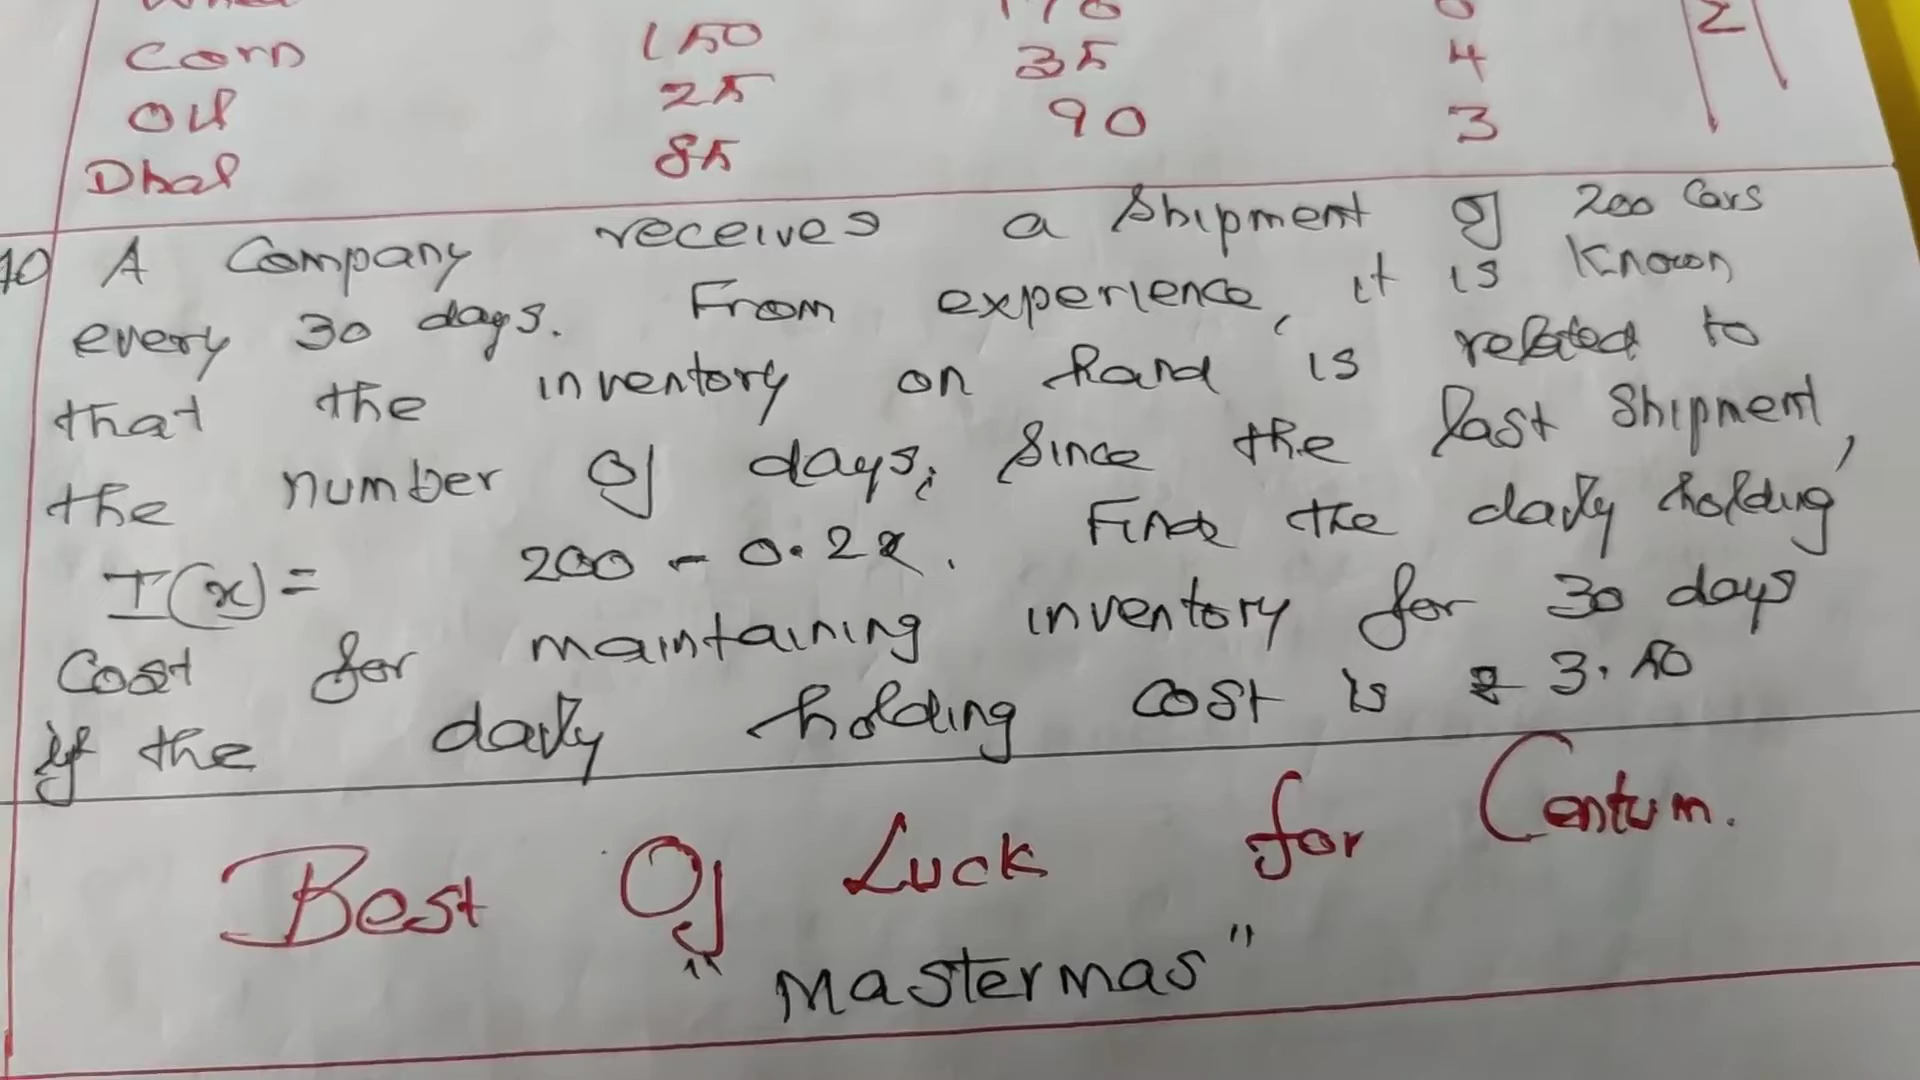 Corn 150 35 4
Oil 25 90 3
Dhal 85
10 A Company receives a Shipment of 200 Cars
every 30 days. From experience, it is known
that the inventory on hand is related to
the number of days, Since the last Shipment,
I(x) = 200 - 0.2x. Find the daily holding
Cost for maintaining inventory for 30 days
if the daily holding cost is ₹ 3.50
Best Of Luck for Centum.
"Mastermas"